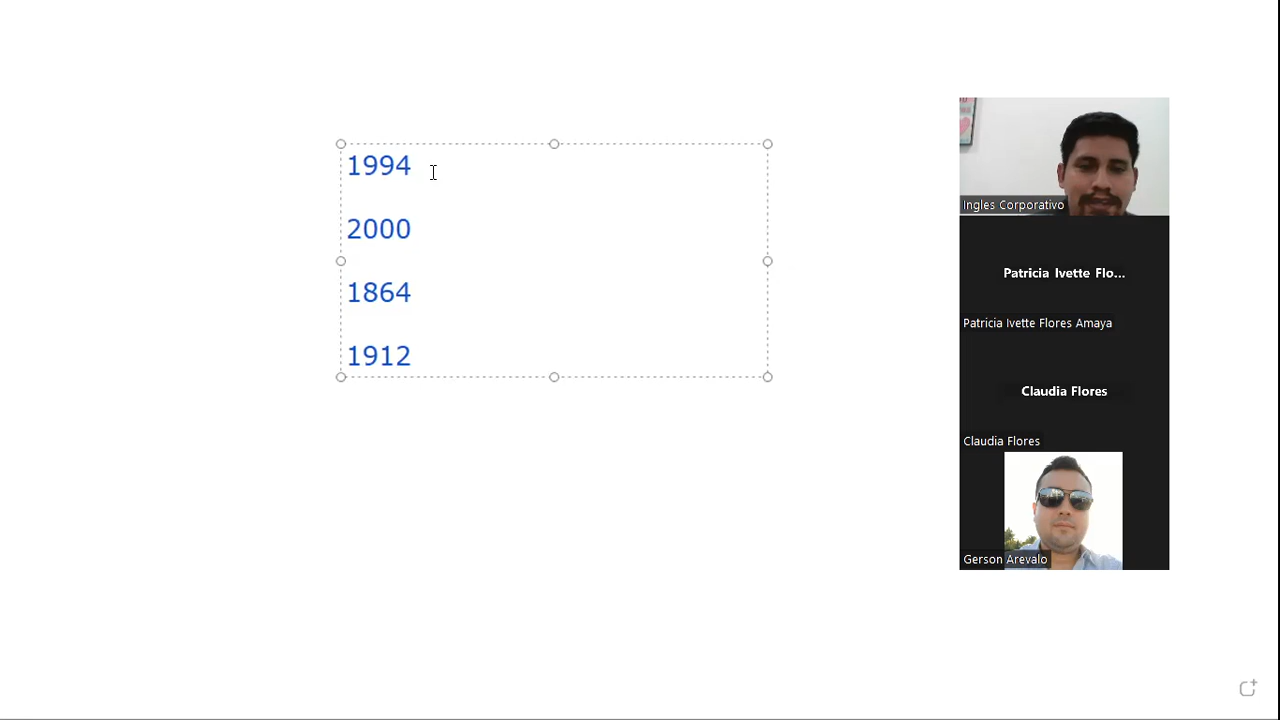 1994
2000
1864
1912
Ingles Corporativo
Patricia Ivette Flo...
Patricia Ivette Flores Amaya
Claudia Flores
Claudia Flores
Gerson Arevalo